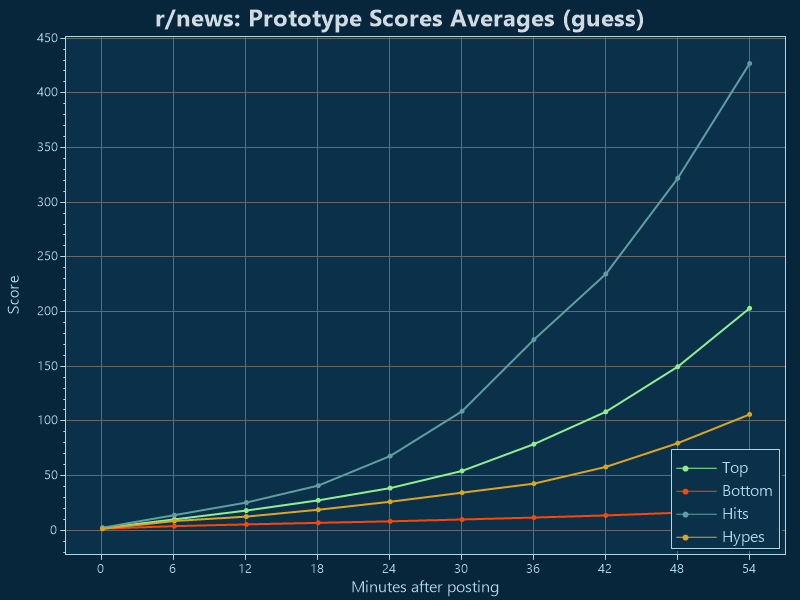 r/news: Prototype Scores Averages (guess)
450
400
350
300
250
200
150
100
50
0
Score
0 6 12 18 24 30 36 42 48 54
Minutes after posting
Top
Bottom
Hits
Hypes